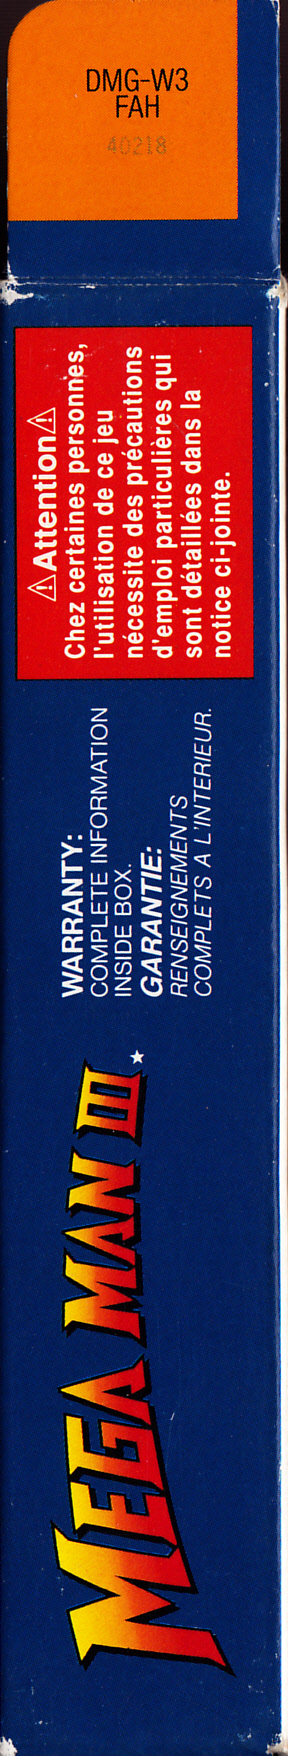 DMG-W3
FAH
40218
⚠Attention⚠
Chez certaines personnes,
l'utilisation de ce jeu
nécessite des précautions
d'emploi particulières qui
sont détaillées dans la
notice ci-jointe.
WARRANTY:
COMPLETE INFORMATION
INSIDE BOX.
GARANTIE:
RENSEIGNEMENTS
COMPLETS A L'INTERIEUR.
MEGA MAN III